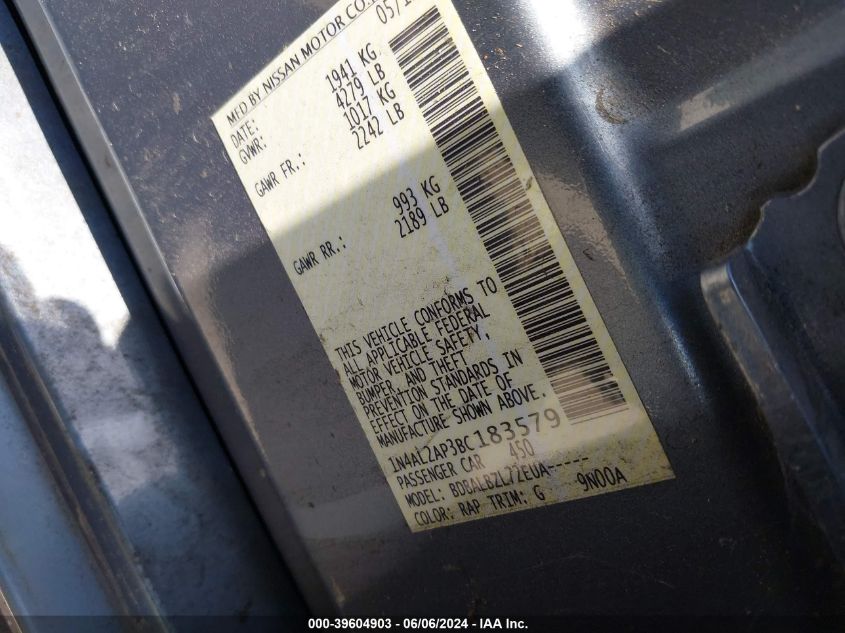 MFD BY NISSAN MOTOR CO.
DATE: 05/1
GVWR: 1941 KG
4279 LB
GAWR FR.: 1017 KG
2242 LB
GAWR RR.: 993 KG
2189 LB
THIS VEHICLE CONFORMS TO
ALL APPLICABLE FEDERAL
MOTOR VEHICLE SAFETY,
BUMPER, AND THEFT
PREVENTION STANDARDS IN
EFFECT ON THE DATE OF
MANUFACTURE SHOWN ABOVE.
1N4AL2AP3BC183579
PASSENGER CAR 450
MODEL: BDBALBZL72EUA-----
COLOR: RAP TRIM: G 9N00A
000-39604903 - 06/06/2024 - IAA Inc.